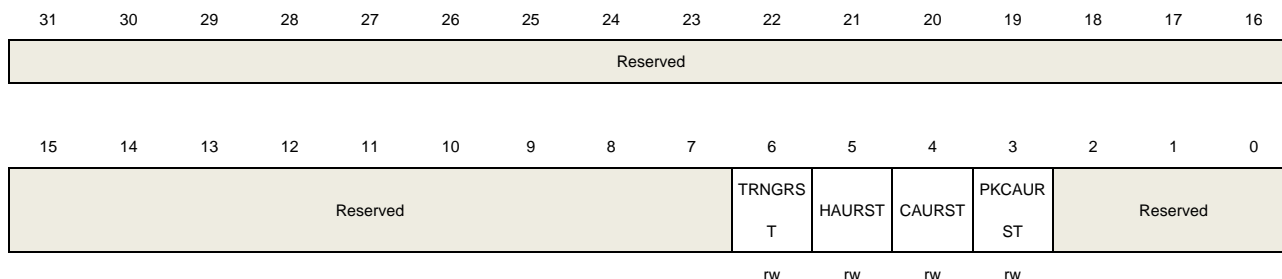 31 30 29 28 27 26 25 24 23 22 21 20 19 18 17 16
Reserved
15 14 13 12 11 10 9 8 7 6 5 4 3 2 1 0
Reserved TRNGRS HAURST CAURST PKCAUR Reserved
T ST
rw rw rw rw